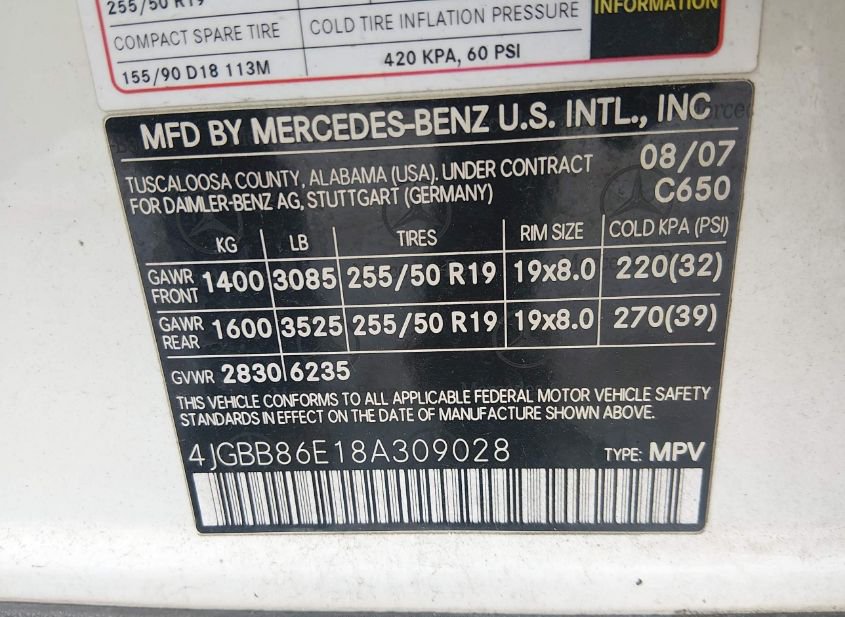 255/50 R19
INFORMATION
COMPACT SPARE TIRE COLD TIRE INFLATION PRESSURE
155/90 D18 113M 420 KPA, 60 PSI
MFD BY MERCEDES-BENZ U.S. INTL., INC
TUSCALOOSA COUNTY, ALABAMA (USA). UNDER CONTRACT 08/07
FOR DAIMLER-BENZ AG, STUTTGART (GERMANY) C650
KG LB TIRES RIM SIZE COLD KPA (PSI)
GAWR FRONT 1400 3085 255/50 R19 19x8.0 220(32)
GAWR REAR 1600 3525 255/50 R19 19x8.0 270(39)
GVWR 2830 6235
THIS VEHICLE CONFORMS TO ALL APPLICABLE FEDERAL MOTOR VEHICLE SAFETY
STANDARDS IN EFFECT ON THE DATE OF MANUFACTURE SHOWN ABOVE.
4JGBB86E18A309028 TYPE: MPV